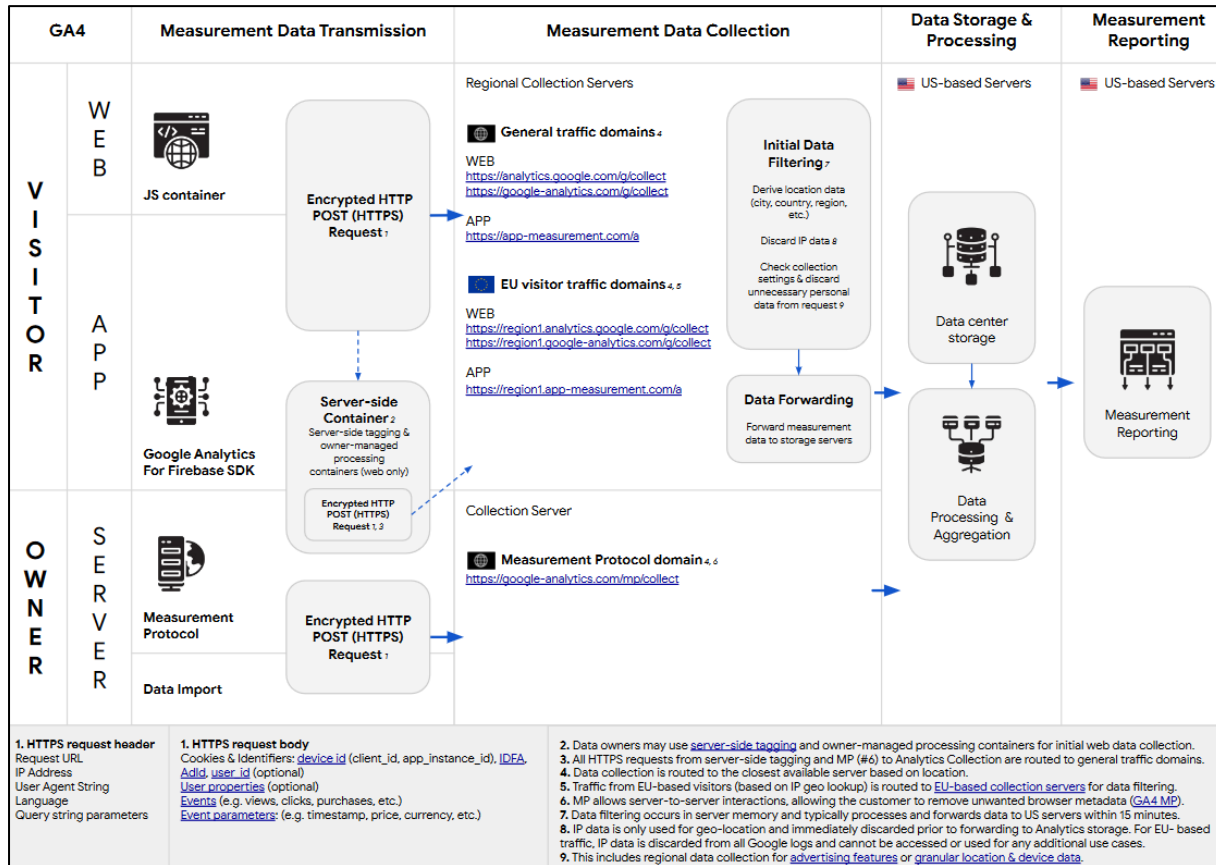 GA4
Measurement Data Transmission
Measurement Data Collection
Data Storage &
Processing
Measurement
Reporting
VISITOR
WEB
JS container
APP
Google Analytics
For Firebase SDK
Encrypted HTTP
POST (HTTPS)
Request 1
Server-side
Container 2
Server-side tagging &
owner-managed
processing
containers (web only)
Encrypted HTTP
POST (HTTPS)
Request 1, 3
Regional Collection Servers
General traffic domains 4
WEB
https://analytics.google.com/g/collect
https://google-analytics.com/g/collect
APP
https://app-measurement.com/a
EU visitor traffic domains 4, 5
WEB
https://region1.analytics.google.com/g/collect
https://region1.google-analytics.com/g/collect
APP
https://region1.app-measurement.com/a
Initial Data
Filtering 7
Derive location data
(city, country, region,
etc.)
Discard IP data 8
Check collection
settings & discard
unnecessary personal
data from request 9
Data Forwarding
Forward measurement
data to storage servers
US-based Servers
Data center
storage
Data
Processing &
Aggregation
US-based Servers
Measurement
Reporting
OWNER
SERVER
Measurement
Protocol
Data Import
Encrypted HTTP
POST (HTTPS)
Request 1
Collection Server
Measurement Protocol domain 4, 6
https://google-analytics.com/mp/collect
1. HTTPS request header
Request URL
IP Address
User Agent String
Language
Query string parameters
1. HTTPS request body
Cookies & Identifiers: device id (client_id, app_instance_id), IDFA,
AdId, user_id (optional)
User properties (optional)
Events (e.g. views, clicks, purchases, etc.)
Event parameters: (e.g. timestamp, price, currency, etc.)
2. Data owners may use server-side tagging and owner-managed processing containers for initial web data collection.
3. All HTTPS requests from server-side tagging and MP (#6) to Analytics Collection are routed to general traffic domains.
4. Data collection is routed to the closest available server based on location.
5. Traffic from EU-based visitors (based on IP geo lookup) is routed to EU-based collection servers for data filtering.
6. MP allows server-to-server interactions, allowing the customer to remove unwanted browser metadata (GA4 MP).
7. Data filtering occurs in server memory and typically processes and forwards data to US servers within 15 minutes.
8. IP data is only used for geo-location and immediately discarded prior to forwarding to Analytics storage. For EU- based
traffic, IP data is discarded from all Google logs and cannot be accessed or used for any additional use cases.
9. This includes regional data collection for advertising features or granular location & device data.